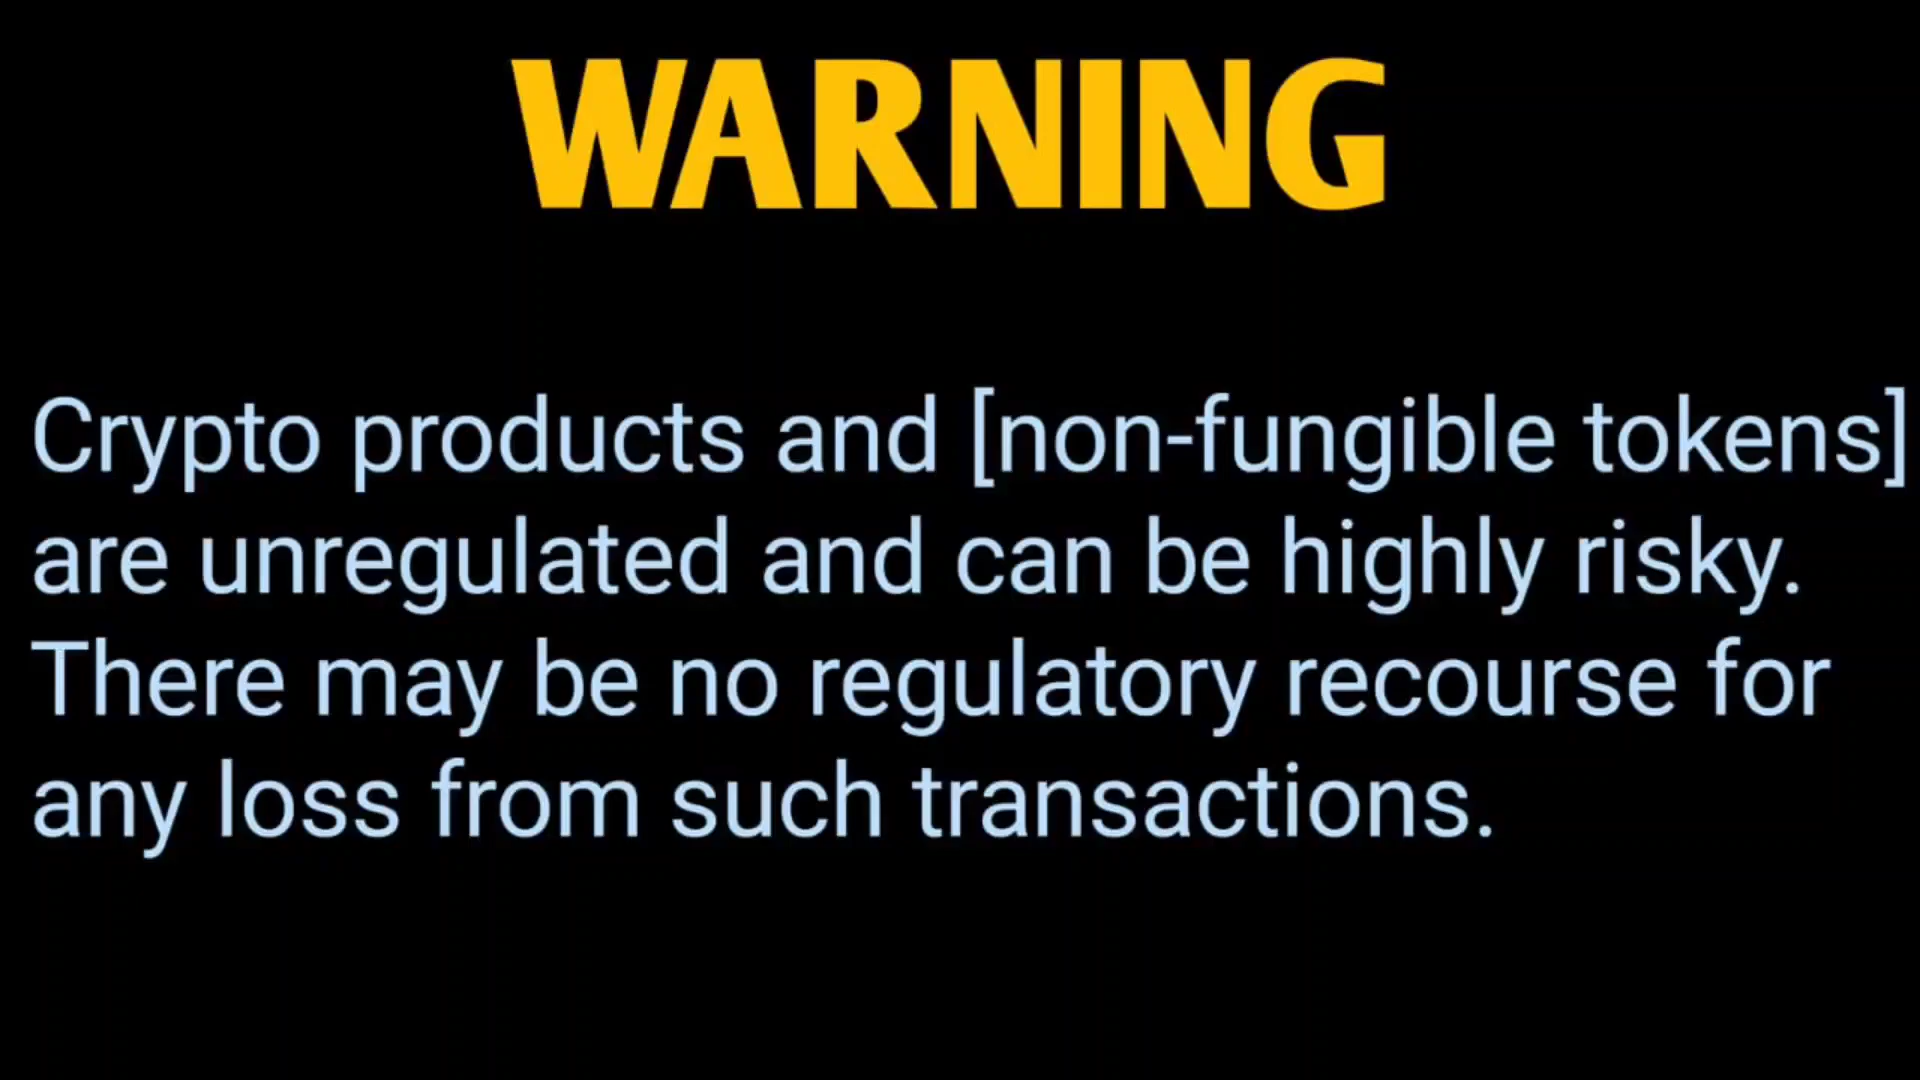 WARNING
Crypto products and [non-fungible tokens]
are unregulated and can be highly risky.
There may be no regulatory recourse for
any loss from such transactions.